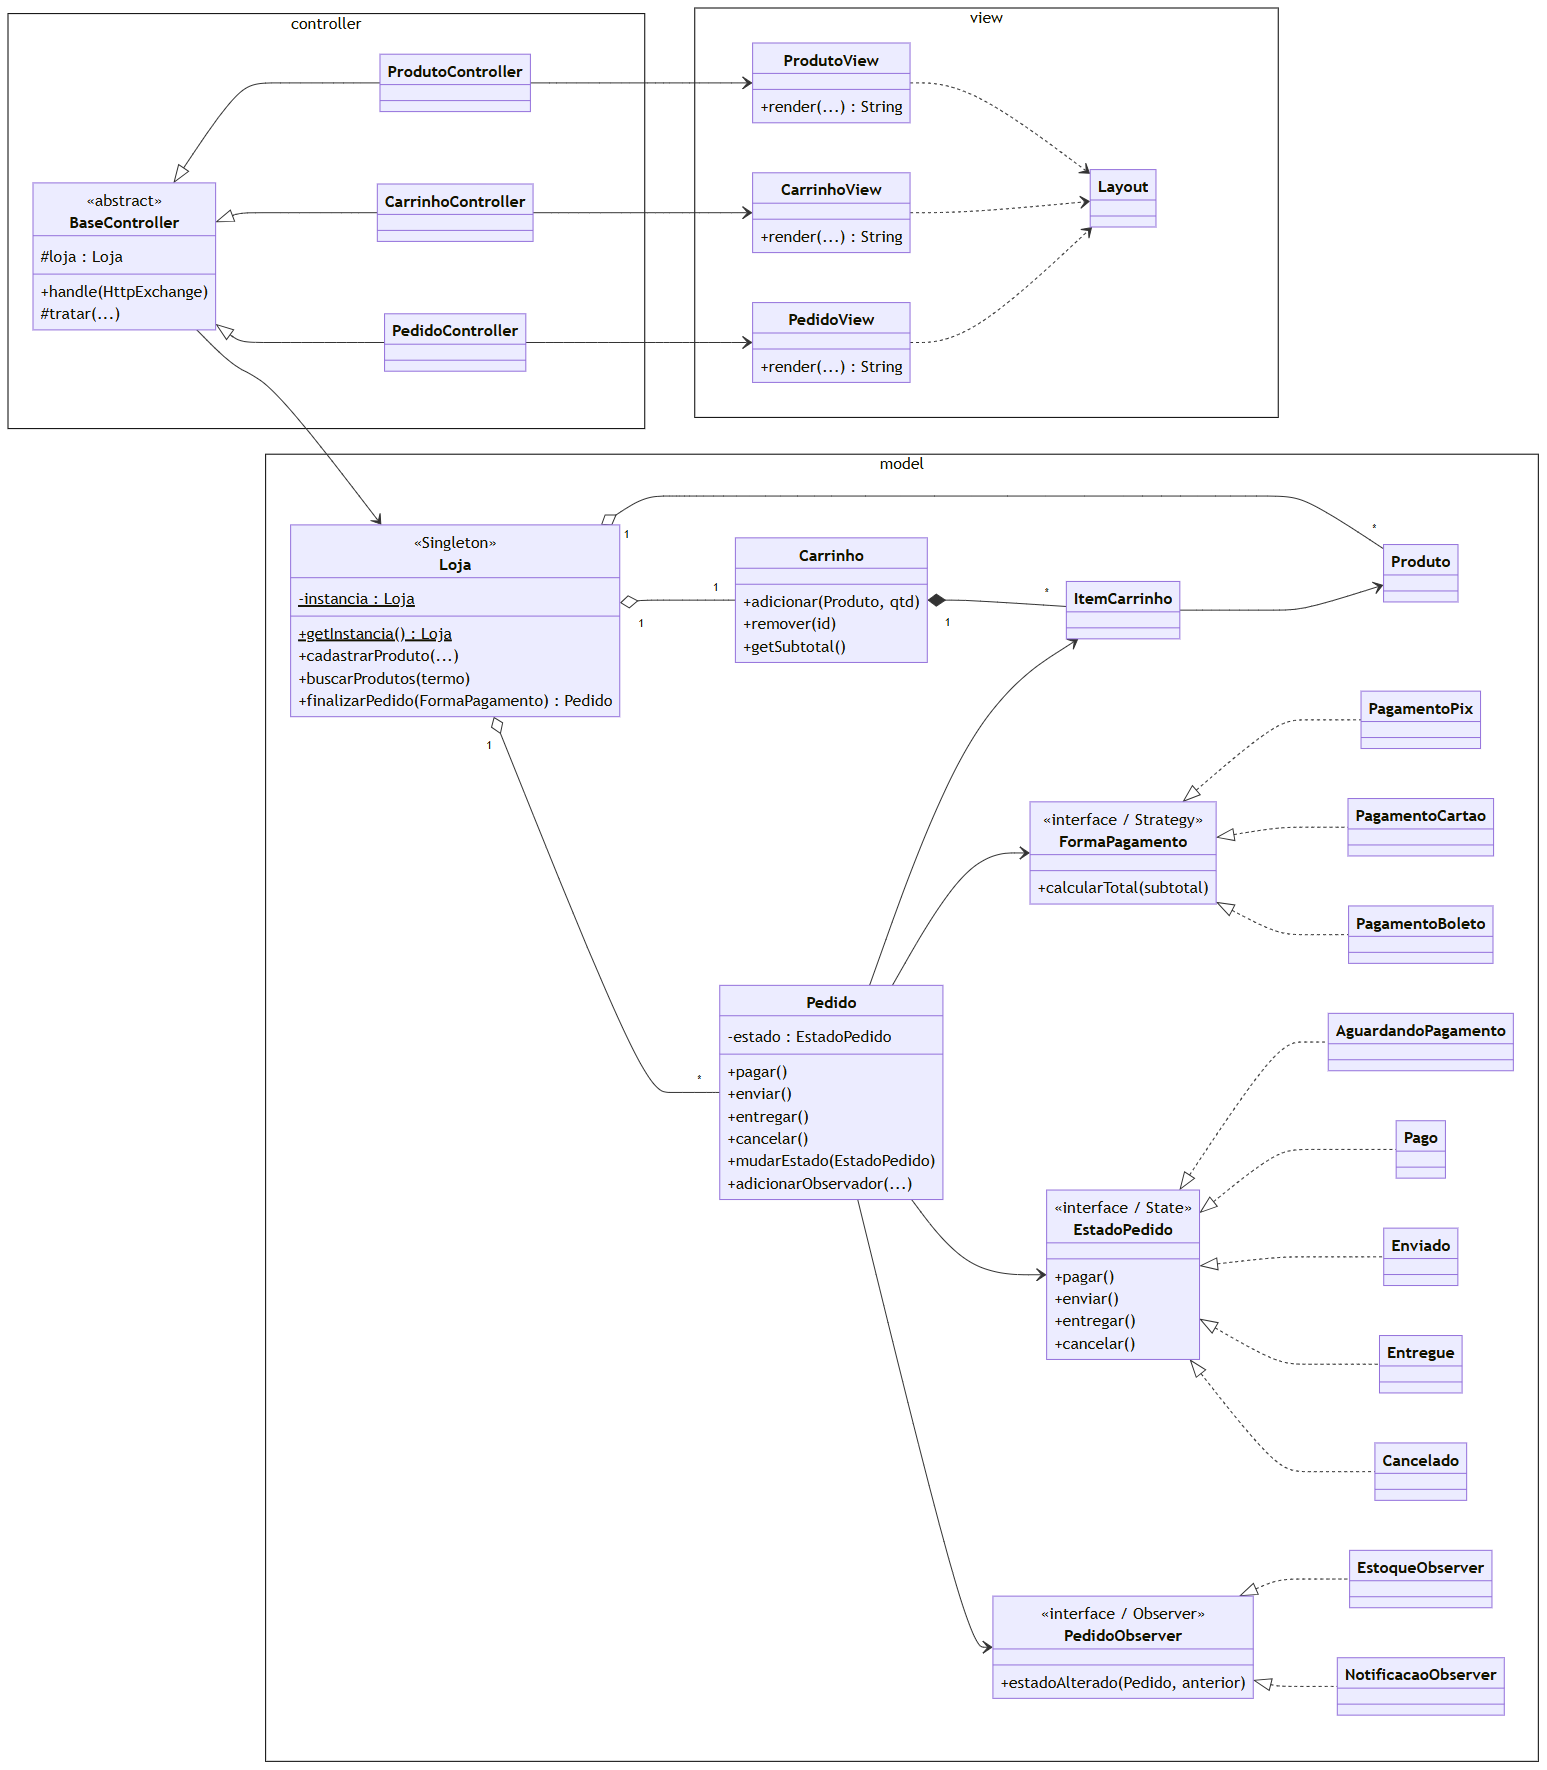 controller
ProdutoController
«abstract»
BaseController
#loja : Loja
+handle(HttpExchange)
#tratar(...)
CarrinhoController
PedidoController
view
ProdutoView
+render(...) : String
CarrinhoView
+render(...) : String
PedidoView
+render(...) : String
Layout
model
«Singleton»
Loja
-instancia : Loja
+getInstancia() : Loja
+cadastrarProduto(...)
+buscarProdutos(termo)
+finalizarPedido(FormaPagamento) : Pedido
1
*
1
1
1
*
1
*
Carrinho
+adicionar(Produto, qtd)
+remover(id)
+getSubtotal()
ItemCarrinho
Produto
PagamentoPix
«interface / Strategy»
FormaPagamento
+calcularTotal(subtotal)
PagamentoCartao
PagamentoBoleto
Pedido
-estado : EstadoPedido
+pagar()
+enviar()
+entregar()
+cancelar()
+mudarEstado(EstadoPedido)
+adicionarObservador(...)
AguardandoPagamento
Pago
«interface / State»
EstadoPedido
+pagar()
+enviar()
+entregar()
+cancelar()
Enviado
Entregue
Cancelado
EstoqueObserver
«interface / Observer»
PedidoObserver
+estadoAlterado(Pedido, anterior)
NotificacaoObserver